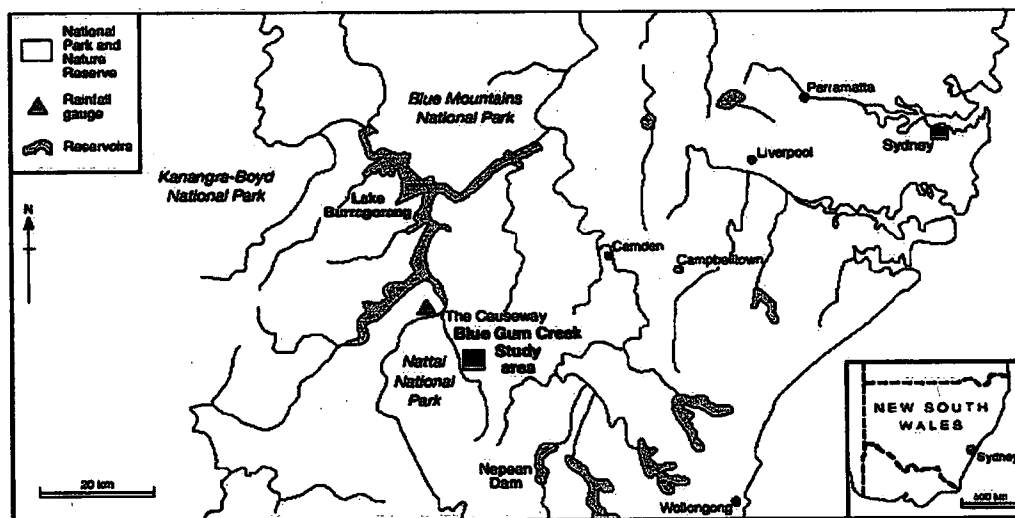 National
Park and
Nature
Reserve
Rainfall
gauge
Reservoirs
Blue Mountains
National Park
Parramatta
Sydney
Liverpool
Kanangra-Boyd
National Park
Lake
Burragorang
N
Camden
Campbelltown
The Causeway
Blue Gum Creek
Study
area
Nattai
National
Park
NEW SOUTH
WALES
Sydney
Nepean
Dam
20 km
Wollongong
500 km